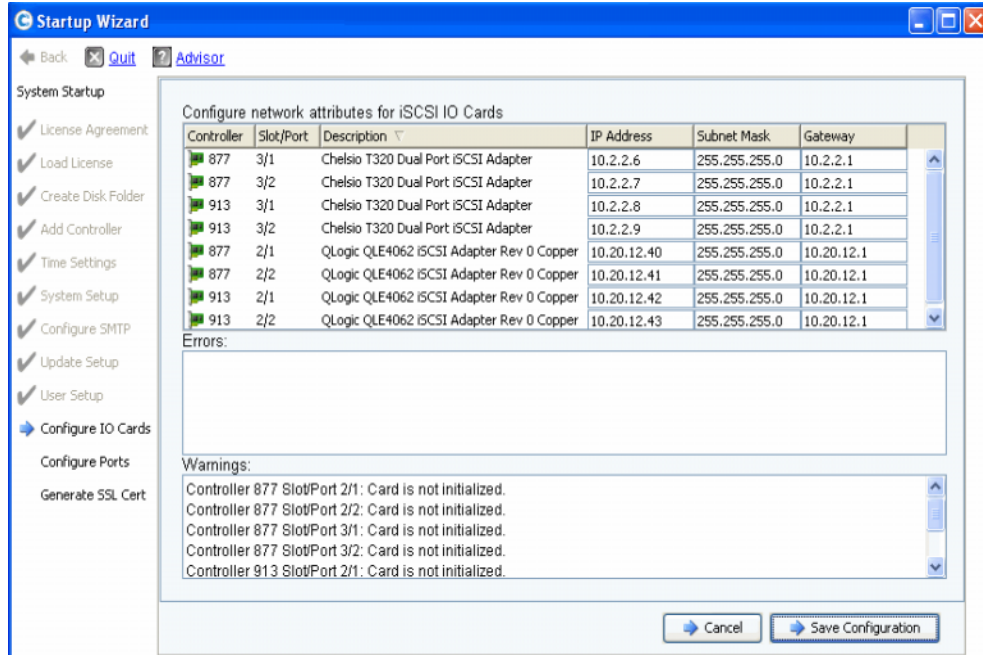 Startup Wizard
Back Quit Advisor
System Startup
License Agreement
Load License
Create Disk Folder
Add Controller
Time Settings
System Setup
Configure SMTP
Update Setup
User Setup
Configure IO Cards
Configure Ports
Generate SSL Cert
Configure network attributes for iSCSI IO Cards
Controller Slot/Port Description IP Address Subnet Mask Gateway
877 3/1 Chelsio T320 Dual Port iSCSI Adapter 10.2.2.6 255.255.255.0 10.2.2.1
877 3/2 Chelsio T320 Dual Port iSCSI Adapter 10.2.2.7 255.255.255.0 10.2.2.1
913 3/1 Chelsio T320 Dual Port iSCSI Adapter 10.2.2.8 255.255.255.0 10.2.2.1
913 3/2 Chelsio T320 Dual Port iSCSI Adapter 10.2.2.9 255.255.255.0 10.2.2.1
877 2/1 QLogic QLE4062 iSCSI Adapter Rev 0 Copper 10.20.12.40 255.255.255.0 10.20.12.1
877 2/2 QLogic QLE4062 iSCSI Adapter Rev 0 Copper 10.20.12.41 255.255.255.0 10.20.12.1
913 2/1 QLogic QLE4062 iSCSI Adapter Rev 0 Copper 10.20.12.42 255.255.255.0 10.20.12.1
913 2/2 QLogic QLE4062 iSCSI Adapter Rev 0 Copper 10.20.12.43 255.255.255.0 10.20.12.1
Errors:
Warnings:
Controller 877 Slot/Port 2/1: Card is not initialized.
Controller 877 Slot/Port 2/2: Card is not initialized.
Controller 877 Slot/Port 3/1: Card is not initialized.
Controller 877 Slot/Port 3/2: Card is not initialized.
Controller 913 Slot/Port 2/1: Card is not initialized.
Cancel Save Configuration